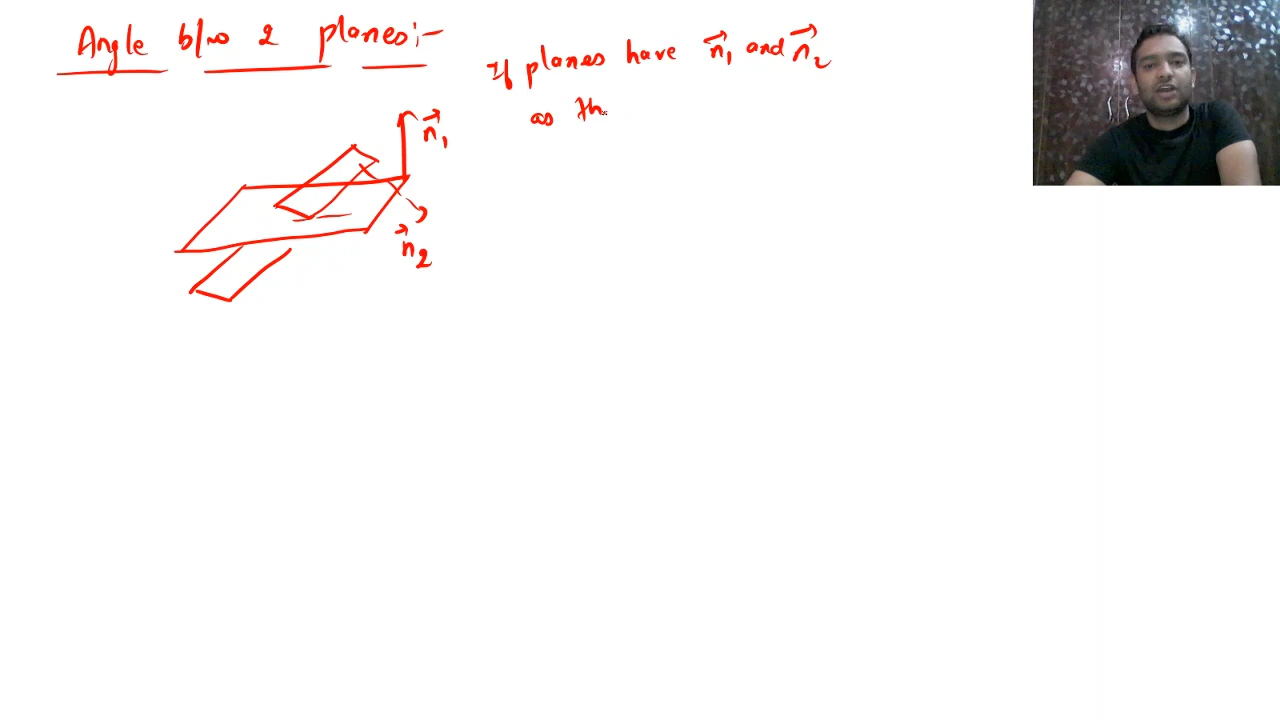 Angle b/w 2 planes:-
If planes have n⃗₁ and n⃗₂
as th
n⃗₁
n⃗₂